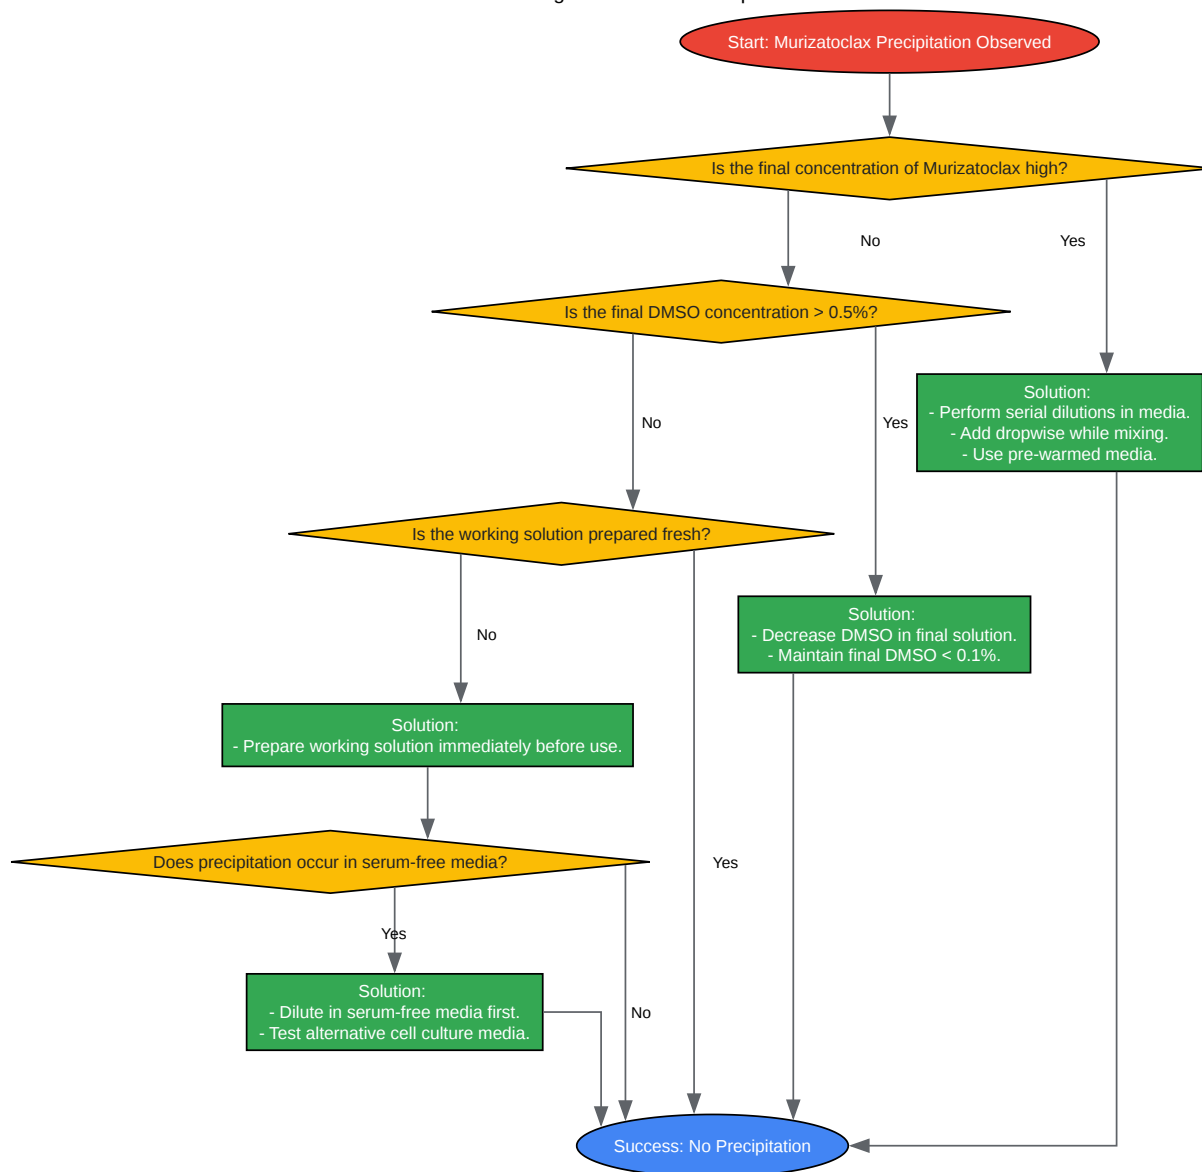 Start: Murizatoclax Precipitation Observed
Is the final concentration of Murizatoclax high?
No
Yes
Is the final DMSO concentration > 0.5%?
No
Yes
Solution:
- Perform serial dilutions in media.
- Add dropwise while mixing.
- Use pre-warmed media.
Is the working solution prepared fresh?
No
Yes
Solution:
- Decrease DMSO in final solution.
- Maintain final DMSO < 0.1%.
Solution:
- Prepare working solution immediately before use.
Does precipitation occur in serum-free media?
Yes
No
Solution:
- Dilute in serum-free media first.
- Test alternative cell culture media.
Success: No Precipitation